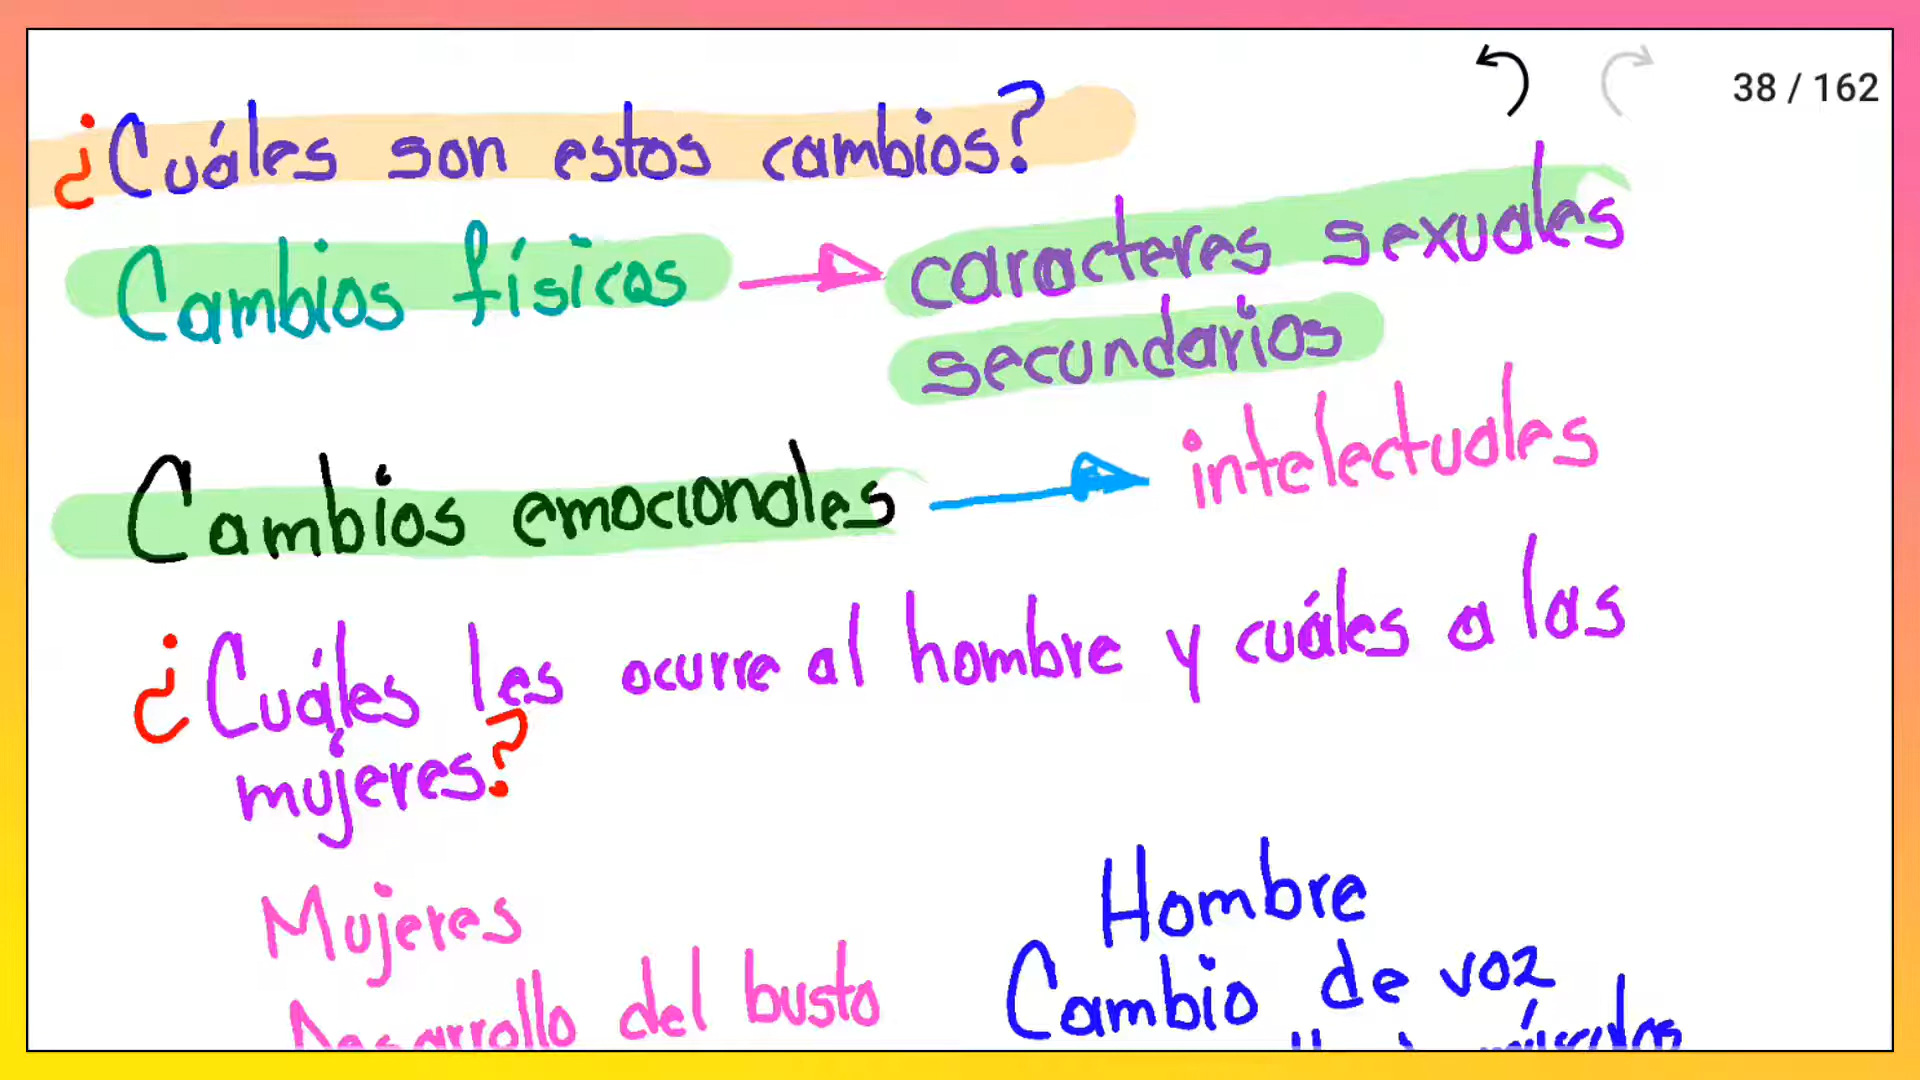 38 / 162
¿Cuáles son estos cambios?
Cambios físicos
caracteres sexuales
secundarios
Cambios emocionales
intelectuales
¿Cuáles les ocurre al hombre y cuáles a las
mujeres?
Mujeres
Desarrollo del busto
Hombre
Cambio de voz
músculos